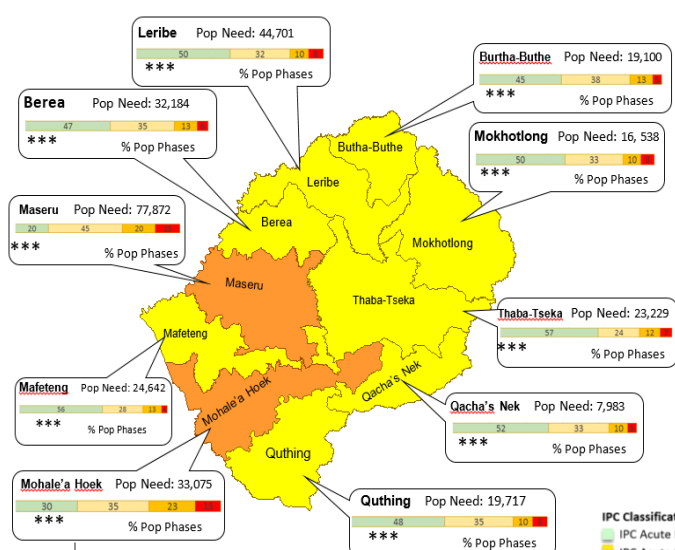 Leribe Pop Need: 44,701
50 32 10
***
% Pop Phases
Burtha-Buthe Pop Need: 19,100
45 38 13
***
% Pop Phases
Berea Pop Need: 32,184
47 35 13
***
% Pop Phases
Mokhotlong Pop Need: 16, 538
50 33 10
***
% Pop Phases
Maseru Pop Need: 77,872
20 45 20
***
% Pop Phases
Thaba-Tseka Pop Need: 23,229
57 24 12
***
% Pop Phases
Mafeteng Pop Need: 24,642
56 28 13
***
% Pop Phases
Qacha's Nek Pop Need: 7,983
52 33 10
***
% Pop Phases
Mohale'a Hoek Pop Need: 33,075
30 35 23
***
% Pop Phases
Quthing Pop Need: 19,717
48 35 10
***
% Pop Phases
Butha-Buthe
Leribe
Berea
Mokhotlong
Maseru
Thaba-Tseka
Mafeteng
Mohale'a Hoek
Qacha's Nek
Quthing
IPC Classificat
IPC Acute